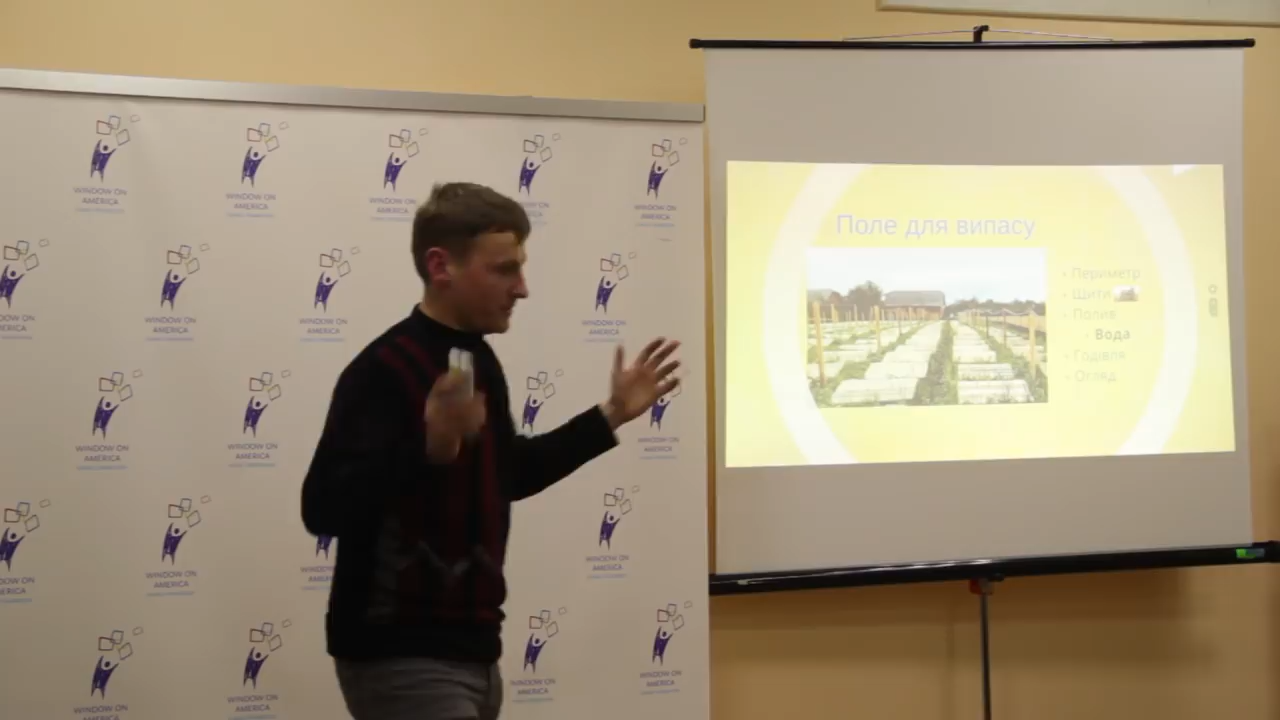 WINDOW ON
AMERICA
Поле для випасу
Периметр
Щити
Полив
Вода
Годівля
Огляд